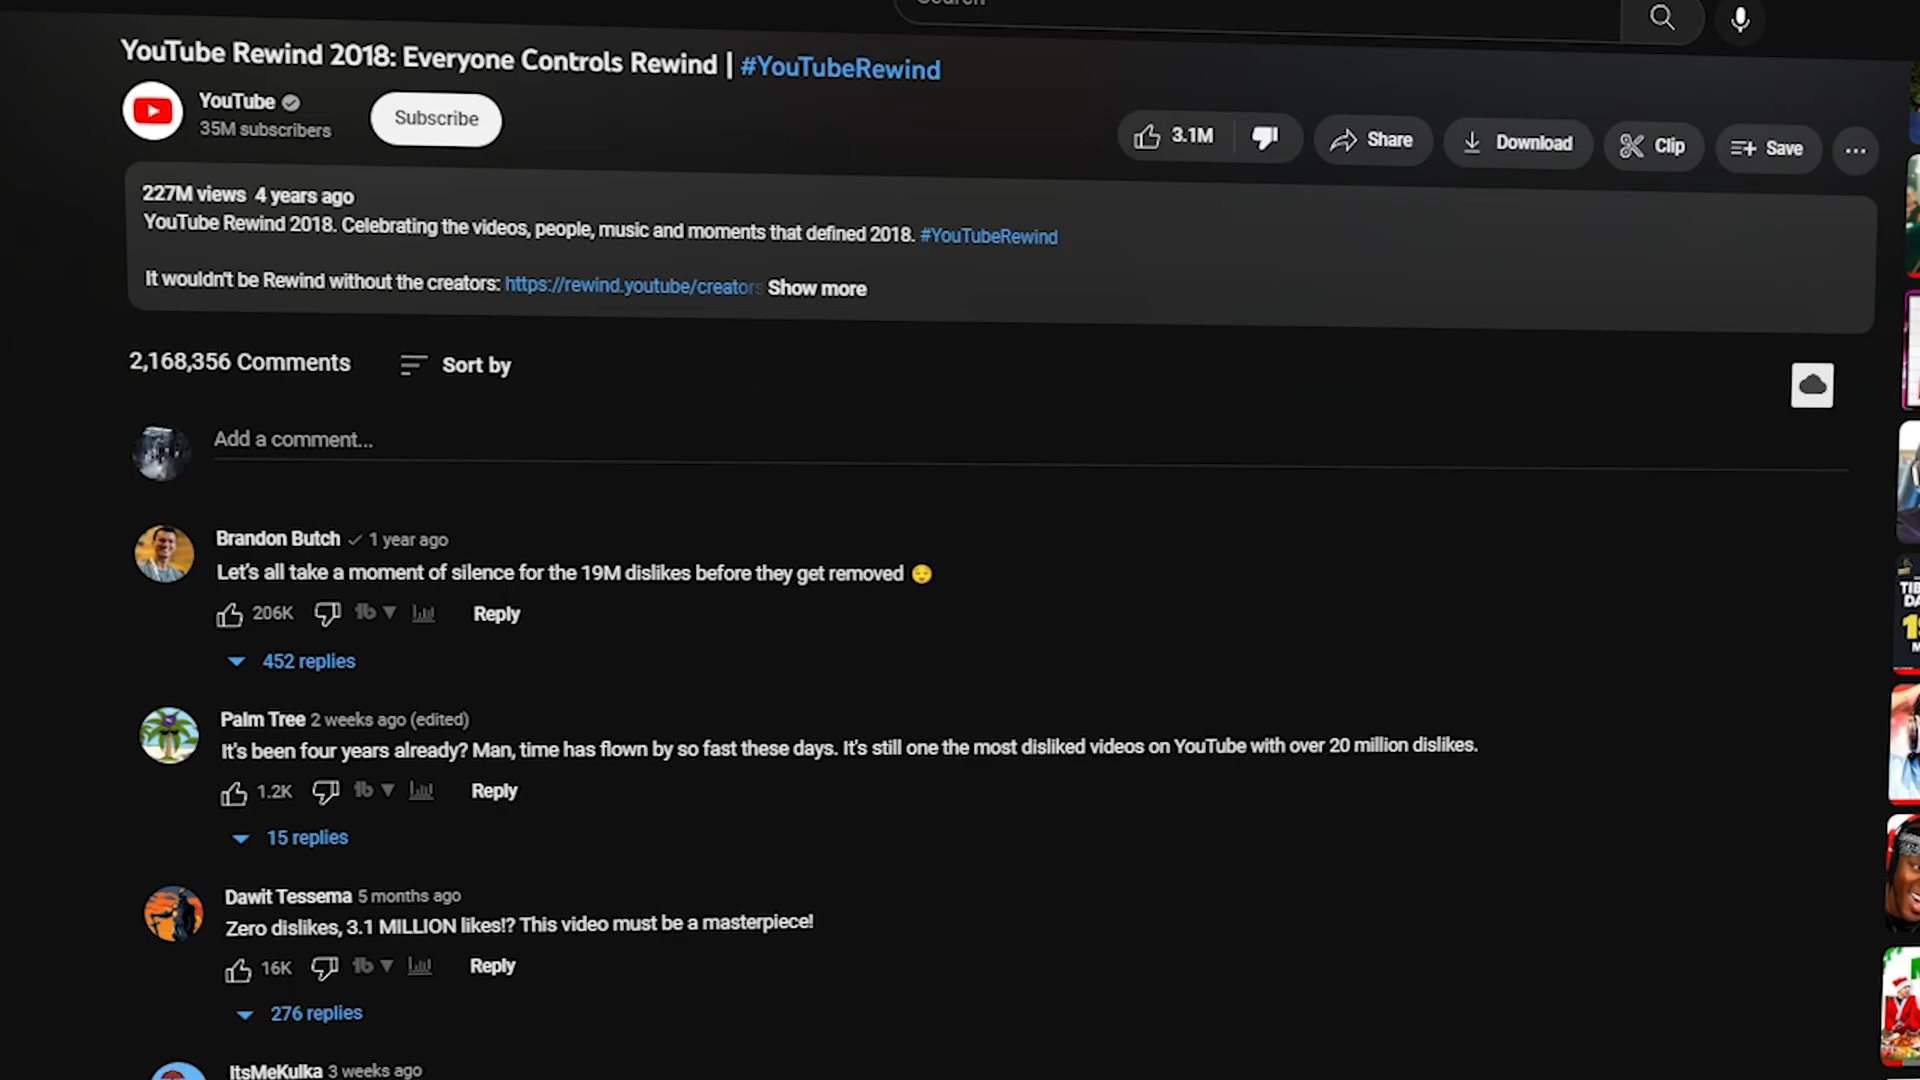 YouTube Rewind 2018: Everyone Controls Rewind | #YouTubeRewind
YouTube
35M subscribers
Subscribe
3.1M
Share
Download
Clip
Save
227M views 4 years ago
YouTube Rewind 2018. Celebrating the videos, people, music and moments that defined 2018. #YouTubeRewind
It wouldn't be Rewind without the creators: https://rewind.youtube/creators Show more
2,168,356 Comments
Sort by
Add a comment...
Brandon Butch 1 year ago
Let's all take a moment of silence for the 19M dislikes before they get removed 😌
206K
Reply
452 replies
Palm Tree 2 weeks ago (edited)
It's been four years already? Man, time has flown by so fast these days. It's still one the most disliked videos on YouTube with over 20 million dislikes.
1.2K
Reply
15 replies
Dawit Tessema 5 months ago
Zero dislikes, 3.1 MILLION likes!? This video must be a masterpiece!
16K
Reply
276 replies
ItsMeKulka 3 weeks ago